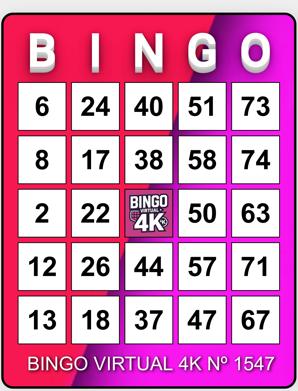 B I N G O
6 24 40 51 73
8 17 38 58 74
2 22 BINGO VIRTUAL 4K 50 63
12 26 44 57 71
13 18 37 47 67
BINGO VIRTUAL 4K Nº 1547